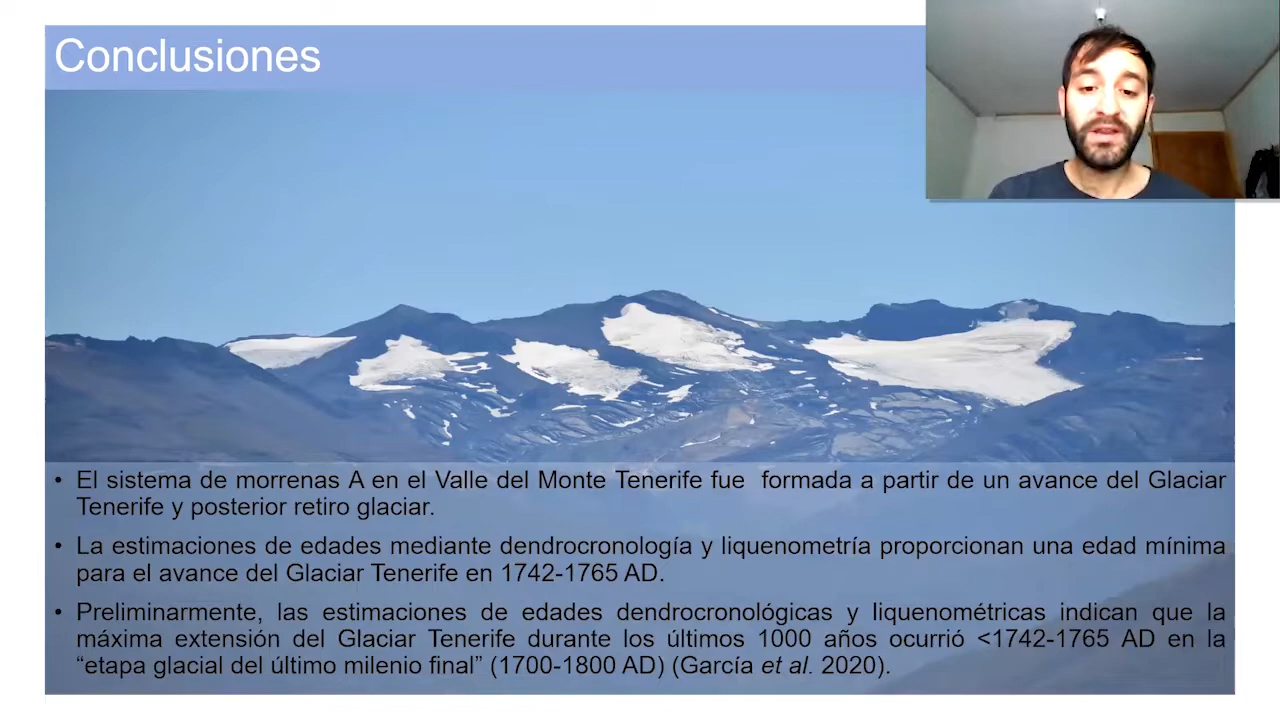 Conclusiones
• El sistema de morrenas A en el Valle del Monte Tenerife fue formada a partir de un avance del Glaciar
Tenerife y posterior retiro glaciar.
• La estimaciones de edades mediante dendrocronología y liquenometría proporcionan una edad mínima
para el avance del Glaciar Tenerife en 1742-1765 AD.
• Preliminarmente, las estimaciones de edades dendrocronológicas y liquenométricas indican que la
máxima extensión del Glaciar Tenerife durante los últimos 1000 años ocurrió <1742-1765 AD en la
“etapa glacial del último milenio final” (1700-1800 AD) (García et al. 2020).